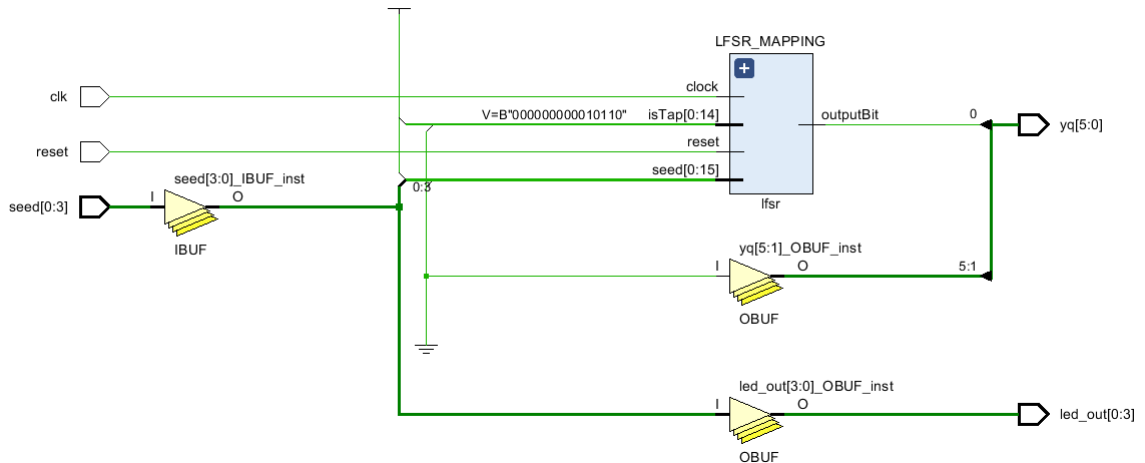 LFSR_MAPPING
clk
clock
V=B"000000000010110"
isTap[0:14]
outputBit
0
yq[5:0]
reset
reset
0:3
seed[0:15]
seed[3:0]_IBUF_inst
lfsr
seed[0:3]
I
O
IBUF
yq[5:1]_OBUF_inst
I
O
5:1
OBUF
led_out[3:0]_OBUF_inst
I
O
led_out[0:3]
OBUF